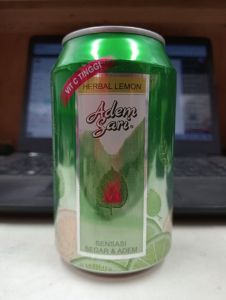 VIT C TINGGI
HERBAL LEMON
Adem
Sari
SENSASI
SEGAR & ADEM